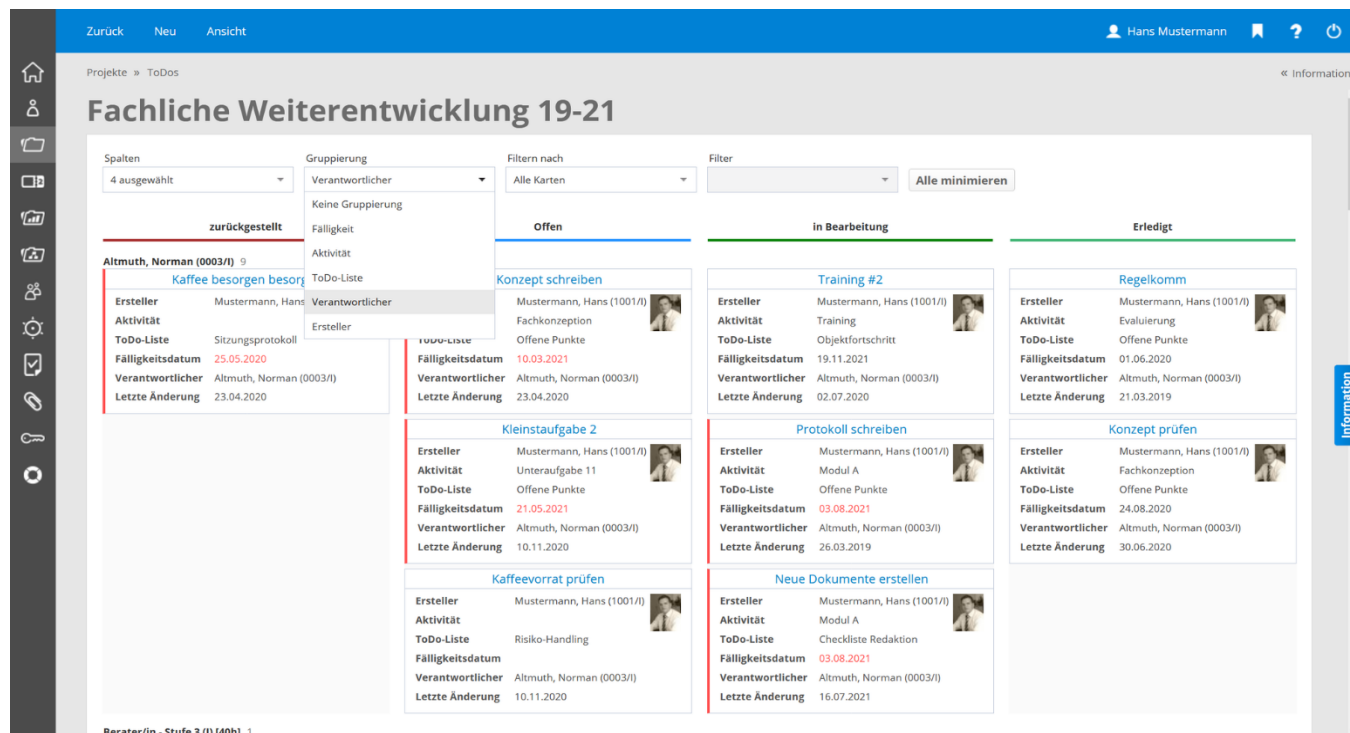 Zurück Neu Ansicht Hans Mustermann ?
Projekte » ToDos « Information
Fachliche Weiterentwicklung 19-21
Spalten Gruppierung Filtern nach Filter
4 ausgewählt Verantwortlicher Alle Karten Alle minimieren
Keine Gruppierung
Fälligkeit
Aktivität
ToDo-Liste
Verantwortlicher
Ersteller
zurückgestellt Offen in Bearbeitung Erledigt
Altmuth, Norman (0003/I) 9
Kaffee besorgen besorg
Ersteller Mustermann, Hans
Aktivität
ToDo-Liste Sitzungsprotokoll
Fälligkeitsdatum 25.05.2020
Verantwortlicher Altmuth, Norman (0003/I)
Letzte Änderung 23.04.2020
Konzept schreiben
Mustermann, Hans (1001/I)
Fachkonzeption
ToDo-Liste Offene Punkte
Fälligkeitsdatum 10.03.2021
Verantwortlicher Altmuth, Norman (0003/I)
Letzte Änderung 23.04.2020
Training #2
Ersteller Mustermann, Hans (1001/I)
Aktivität Training
ToDo-Liste Objektfortschritt
Fälligkeitsdatum 19.11.2021
Verantwortlicher Altmuth, Norman (0003/I)
Letzte Änderung 02.07.2020
Regelkomm
Ersteller Mustermann, Hans (1001/I)
Aktivität Evaluierung
ToDo-Liste Offene Punkte
Fälligkeitsdatum 01.06.2020
Verantwortlicher Altmuth, Norman (0003/I)
Letzte Änderung 21.03.2019
Kleinstaufgabe 2
Ersteller Mustermann, Hans (1001/I)
Aktivität Unteraufgabe 11
ToDo-Liste Offene Punkte
Fälligkeitsdatum 21.05.2021
Verantwortlicher Altmuth, Norman (0003/I)
Letzte Änderung 10.11.2020
Protokoll schreiben
Ersteller Mustermann, Hans (1001/I)
Aktivität Modul A
ToDo-Liste Offene Punkte
Fälligkeitsdatum 03.08.2021
Verantwortlicher Altmuth, Norman (0003/I)
Letzte Änderung 26.03.2019
Konzept prüfen
Ersteller Mustermann, Hans (1001/I)
Aktivität Fachkonzeption
ToDo-Liste Offene Punkte
Fälligkeitsdatum 24.08.2020
Verantwortlicher Altmuth, Norman (0003/I)
Letzte Änderung 30.06.2020
Kaffeevorrat prüfen
Ersteller Mustermann, Hans (1001/I)
Aktivität
ToDo-Liste Risiko-Handling
Fälligkeitsdatum
Verantwortlicher Altmuth, Norman (0003/I)
Letzte Änderung 10.11.2020
Neue Dokumente erstellen
Ersteller Mustermann, Hans (1001/I)
Aktivität Modul A
ToDo-Liste Checkliste Redaktion
Fälligkeitsdatum 03.08.2021
Verantwortlicher Altmuth, Norman (0003/I)
Letzte Änderung 16.07.2021
Information
Berater/in - Stufe 3 (I) [40h] 1